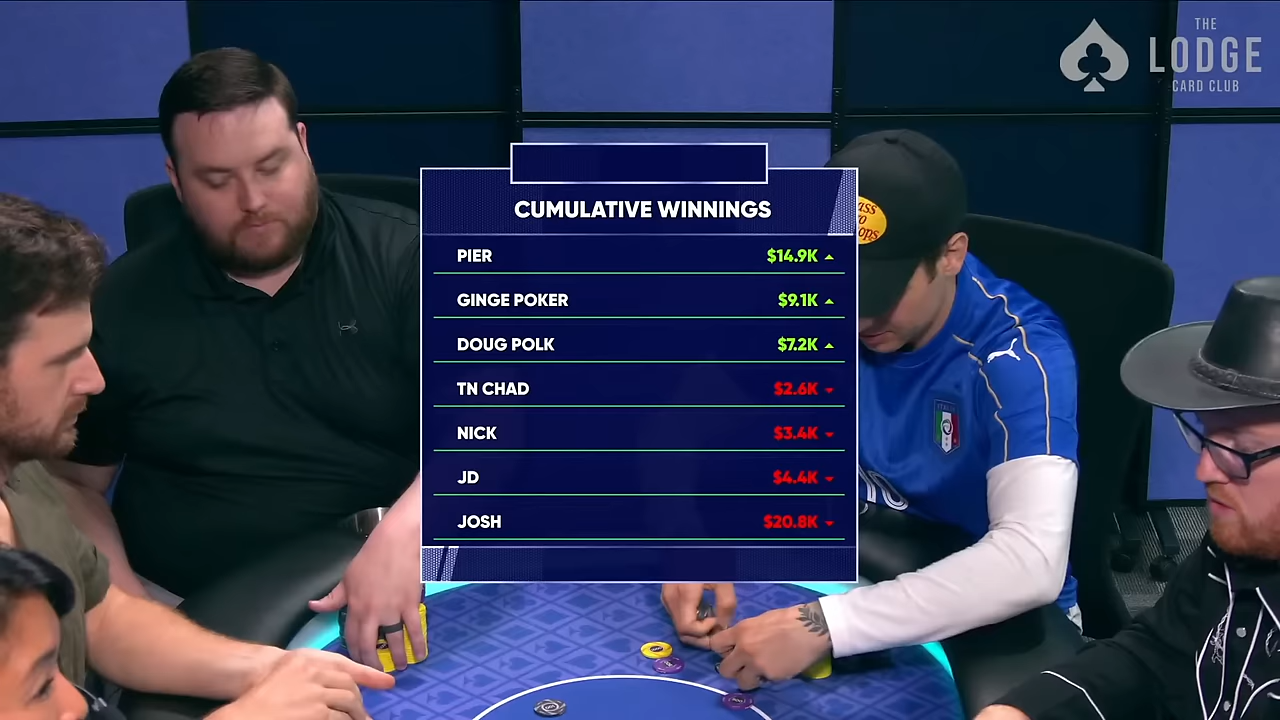 THE
LODGE
CARD CLUB
CUMULATIVE WINNINGS
PIER $14.9K
GINGE POKER $9.1K
DOUG POLK $7.2K
TN CHAD $2.6K
NICK $3.4K
JD $4.4K
JOSH $20.8K